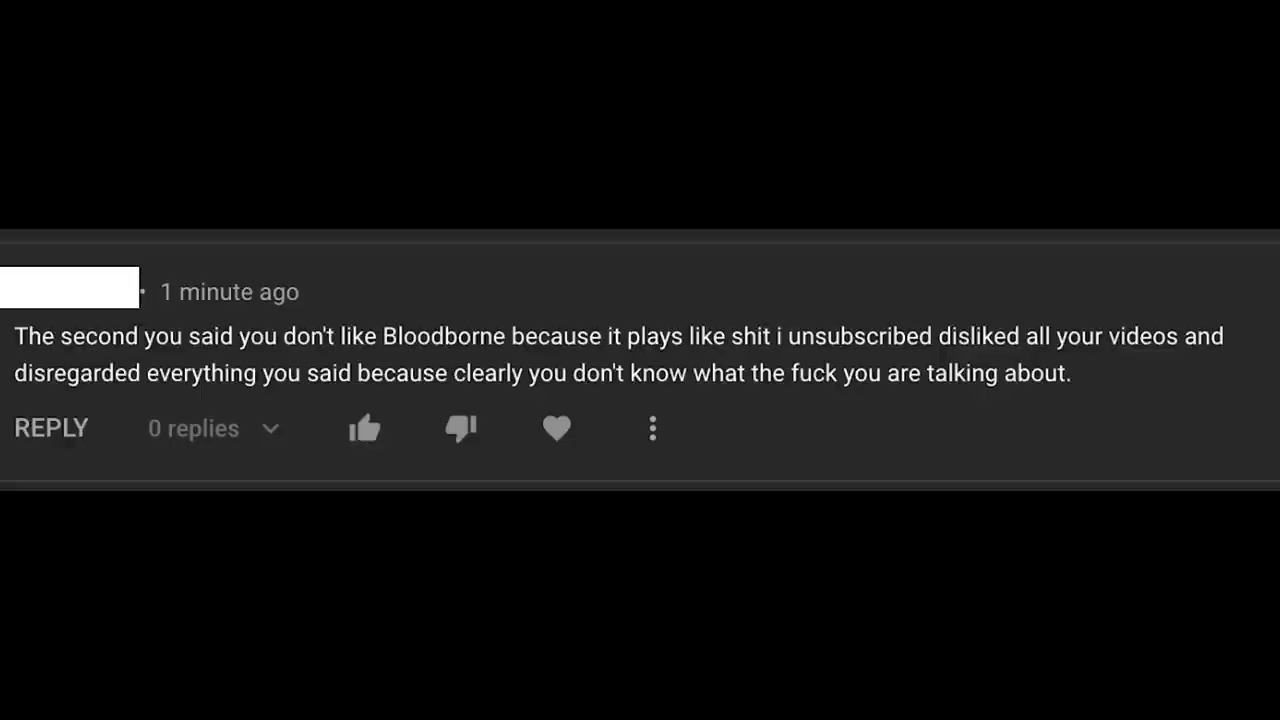 · 1 minute ago
The second you said you don't like Bloodborne because it plays like shit i unsubscribed disliked all your videos and
disregarded everything you said because clearly you don't know what the fuck you are talking about.
REPLY 0 replies